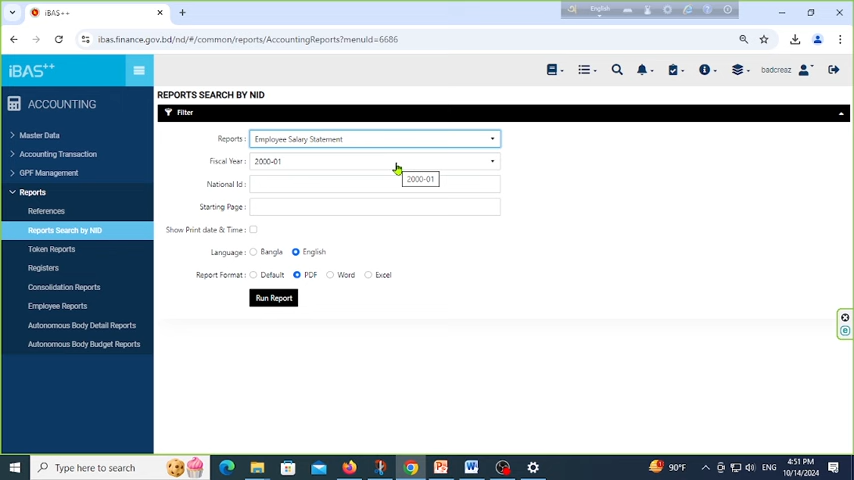 iBAS++
English
ibas.finance.gov.bd/nd/#/common/reports/AccountingReports?menuId=6686
iBAS++
badcreaz
ACCOUNTING
Master Data
Accounting Transaction
GPF Management
Reports
References
Reports Search by NID
Token Reports
Registers
Consolidation Reports
Employee Reports
Autonomous Body Detail Reports
Autonomous Body Budget Reports
REPORTS SEARCH BY NID
Filter
Reports : Employee Salary Statement
Fiscal Year : 2000-01
2000-01
National Id :
Starting Page :
Show Print date & Time :
Language : Bangla English
Report Format : Default PDF Word Excel
Run Report
Type here to search
90°F
ENG
4:51 PM
10/14/2024